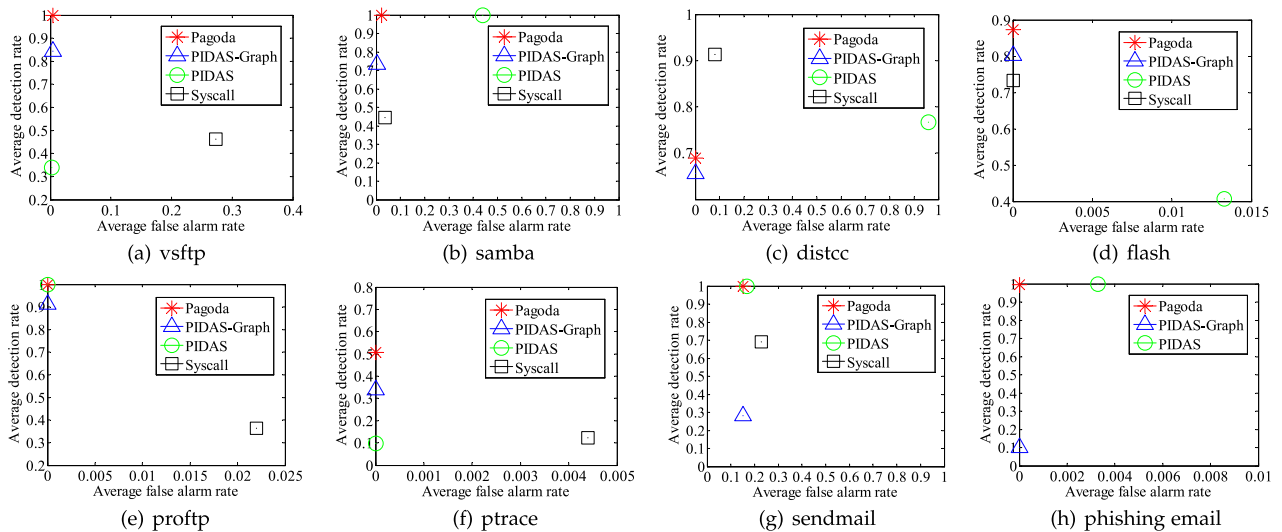 Average detection rate
1
0.9
0.8
0.7
0.6
0.5
0.4
0.3
0.2
0
0.1
0.2
0.3
0.4
Pagoda
PIDAS-Graph
PIDAS
Syscall
Average false alarm rate
(a) vsftp
Average detection rate
1
0.9
0.8
0.7
0.6
0.5
0.4
0.3
0.2
0.1
0
0.1 0.2 0.3 0.4 0.5 0.6 0.7 0.8 0.9 1
Pagoda
PIDAS-Graph
PIDAS
Syscall
Average false alarm rate
(b) samba
Average detection rate
1
0.9
0.8
0.7
0 0.1 0.2 0.3 0.4 0.5 0.6 0.7 0.8 0.9 1
Pagoda
PIDAS-Graph
PIDAS
Syscall
Average false alarm rate
(c) distcc
Average detection rate
0.9
0.8
0.7
0.6
0.5
0.4
0 0.005 0.01 0.015
Pagoda
PIDAS-Graph
PIDAS
Syscall
Average false alarm rate
(d) flash
Average detection rate
1
0.9
0.8
0.7
0.6
0.5
0.4
0.3
0.2
0 0.005 0.01 0.015 0.02 0.025
Pagoda
PIDAS-Graph
PIDAS
Syscall
Average false alarm rate
(e) proftp
Average detection rate
0.8
0.7
0.6
0.5
0.4
0.3
0.2
0.1
0
0 0.001 0.002 0.003 0.004 0.005
Pagoda
PIDAS-Graph
PIDAS
Syscall
Average false alarm rate
(f) ptrace
Average detection rate
1
0.9
0.8
0.7
0.6
0.5
0.4
0.3
0.2
0.1
0
0 0.1 0.2 0.3 0.4 0.5 0.6 0.7 0.8 0.9 1
Pagoda
PIDAS-Graph
PIDAS
Syscall
Average false alarm rate
(g) sendmail
Average detection rate
1
0.9
0.8
0.7
0.6
0.5
0.4
0.3
0.2
0.1
0
0 0.002 0.004 0.006 0.008 0.01
Pagoda
PIDAS-Graph
PIDAS
Average false alarm rate
(h) phishing email